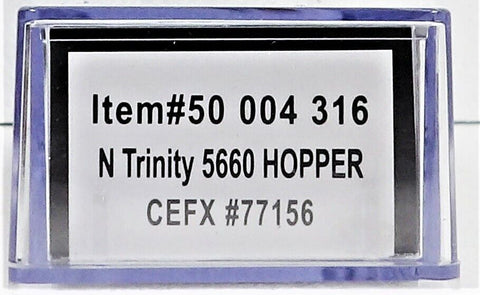 Item#50 004 316
N Trinity 5660 HOPPER
CEFX #77156